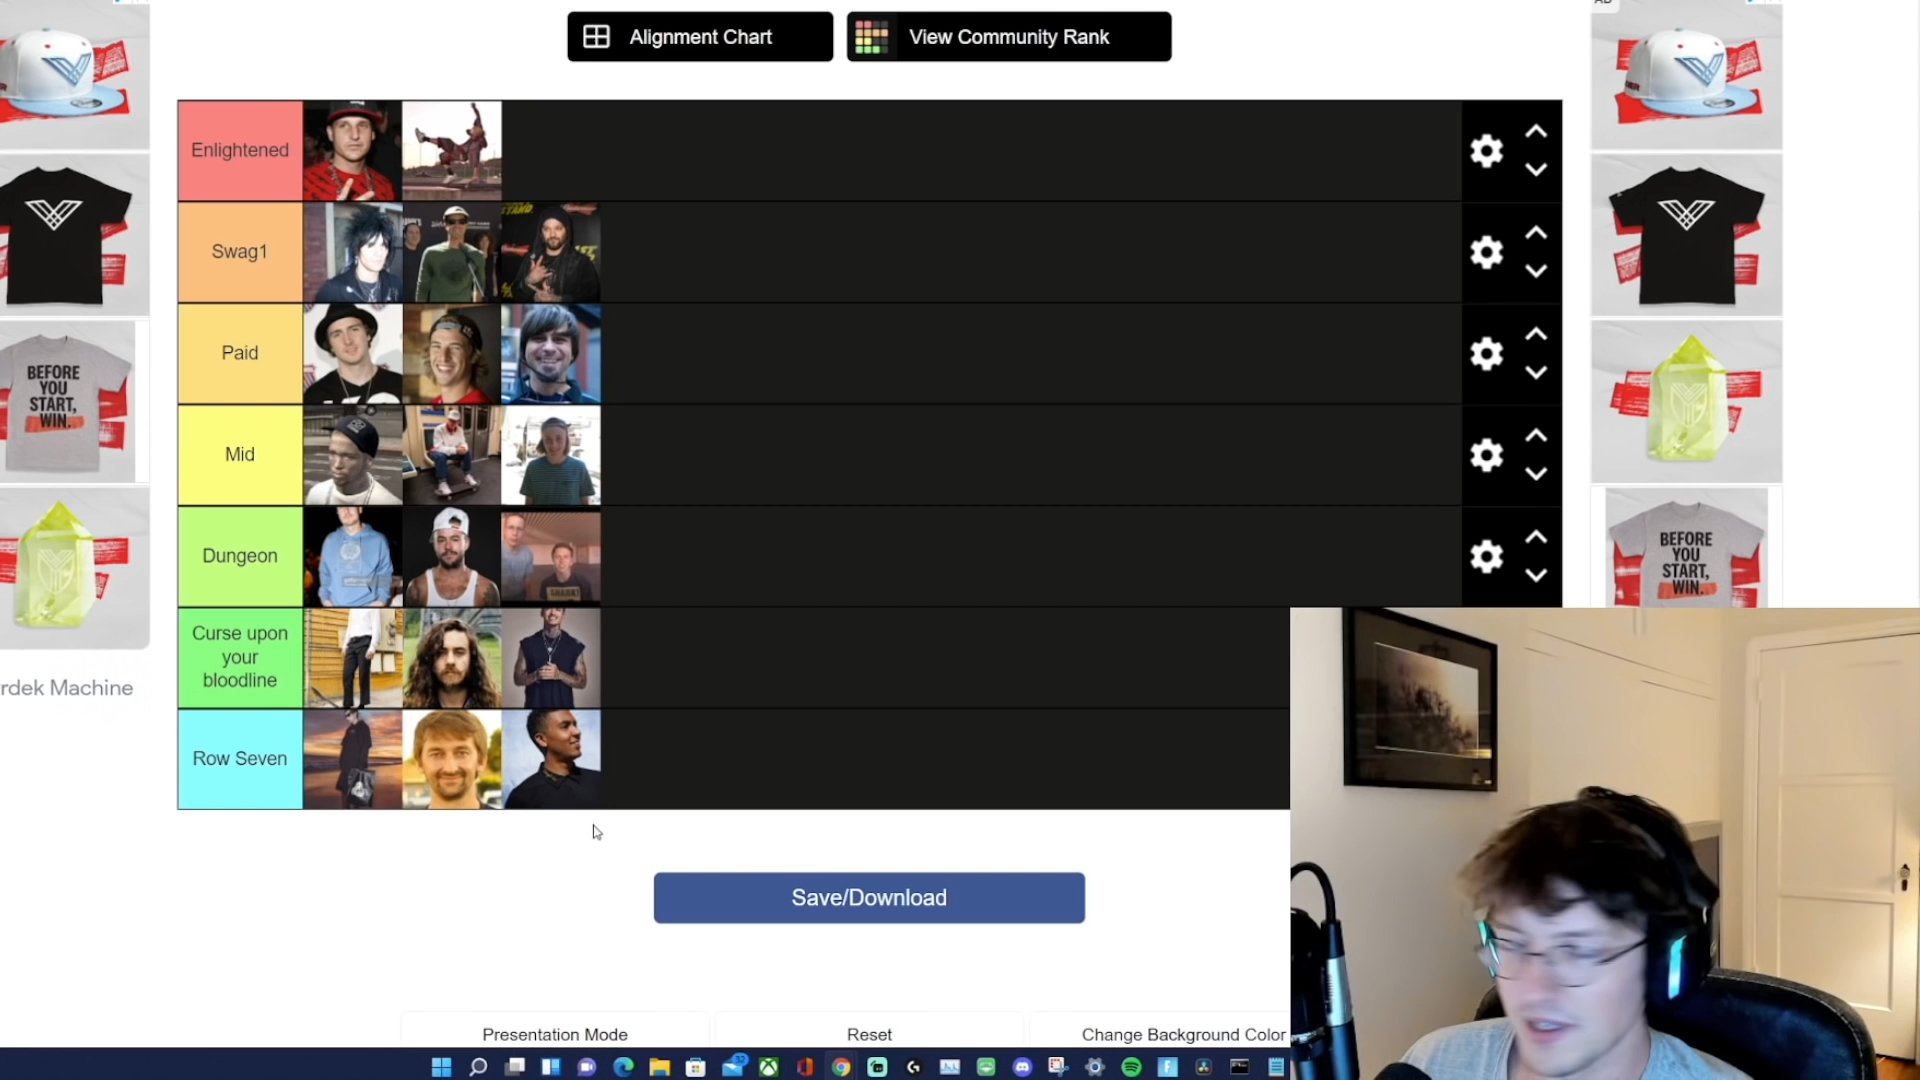 AD
Alignment Chart
View Community Rank
Enlightened
Swag1
Paid
Mid
Dungeon
Curse upon
your
bloodline
Row Seven
BEFORE
YOU
START,
WIN.
BEFORE
YOU
START,
WIN.
rdek Machine
Save/Download
Presentation Mode
Reset
Change Background Color